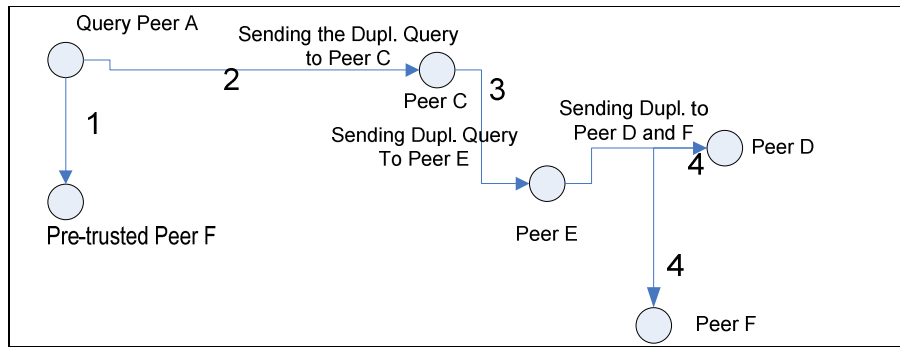 Query Peer A
Sending the Dupl. Query
to Peer C
2
Peer C
3
1
Sending Dupl. Query
To Peer E
Sending Dupl. to
Peer D and F
4
Peer D
Pre-trusted Peer F
Peer E
4
Peer F